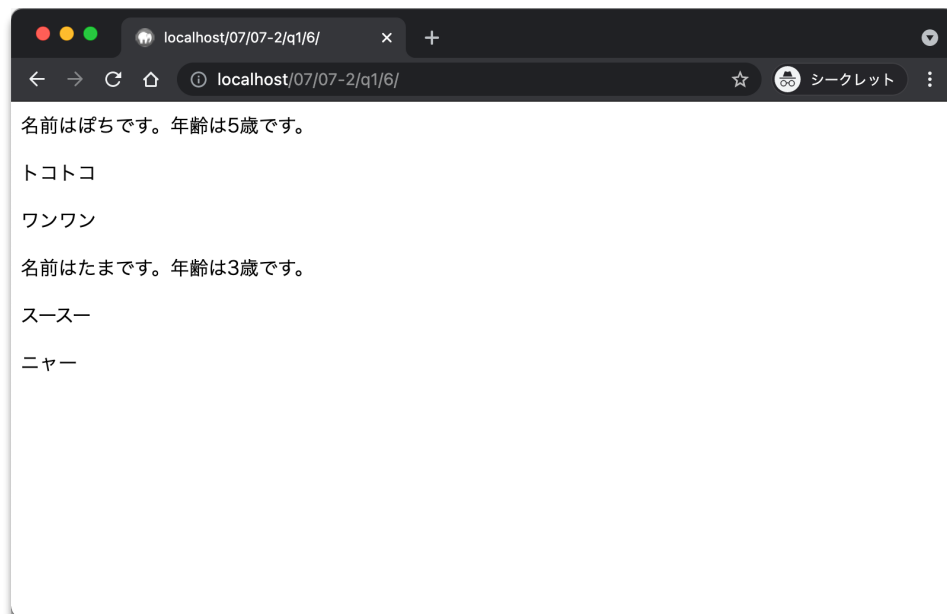 localhost/07/07-2/q1/6/
localhost/07/07-2/q1/6/ シークレット
名前はぽちです。年齢は5歳です。
トコトコ
ワンワン
名前はたまです。年齢は3歳です。
スースー
ニャー